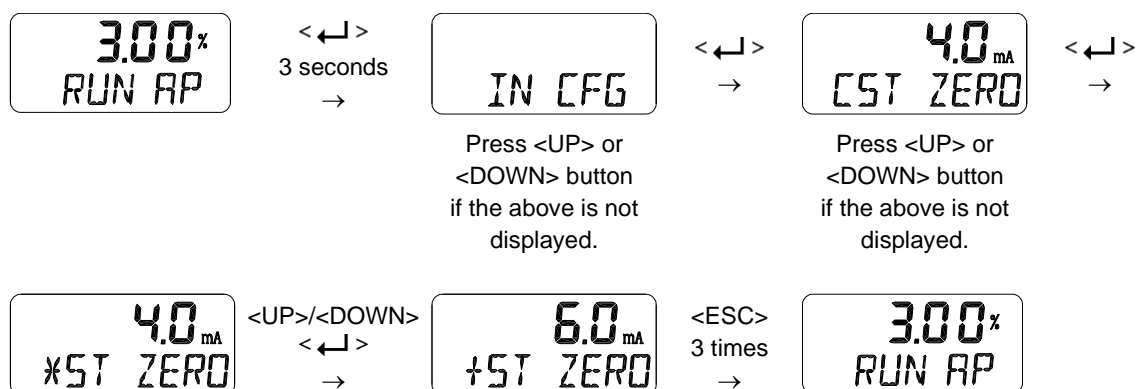 3.00%
RUN AP
<↵>
3 seconds
→
IN CFG
Press <UP> or
<DOWN> button
if the above is not
displayed.
<↵>
→
4.0 mA
CST ZERO
Press <UP> or
<DOWN> button
if the above is not
displayed.
<↵>
→
4.0 mA
*ST ZERO
<UP>/<DOWN>
<↵>
→
6.0 mA
+ST ZERO
<ESC>
3 times
→
3.00%
RUN AP